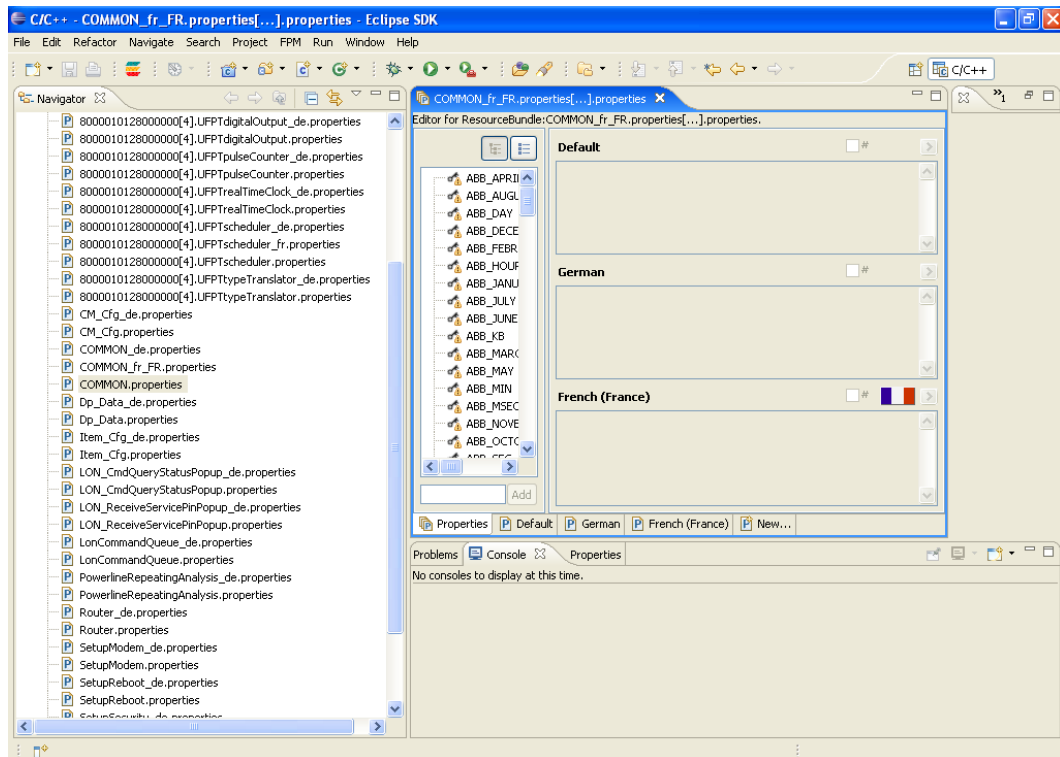 C/C++ - COMMON_fr_FR.properties[...].properties - Eclipse SDK
File Edit Refactor Navigate Search Project FPM Run Window Help
C/C++
Navigator
8000010128000000[4].UFPTdigitalOutput_de.properties
8000010128000000[4].UFPTdigitalOutput.properties
8000010128000000[4].UFPTpulseCounter_de.properties
8000010128000000[4].UFPTpulseCounter.properties
8000010128000000[4].UFPTrealTimeClock_de.properties
8000010128000000[4].UFPTrealTimeClock.properties
8000010128000000[4].UFPTscheduler_de.properties
8000010128000000[4].UFPTscheduler_fr.properties
8000010128000000[4].UFPTscheduler.properties
8000010128000000[4].UFPTtypeTranslator_de.properties
8000010128000000[4].UFPTtypeTranslator.properties
CM_Cfg_de.properties
CM_Cfg.properties
COMMON_de.properties
COMMON_fr_FR.properties
COMMON.properties
Dp_Data_de.properties
Dp_Data.properties
Item_Cfg_de.properties
Item_Cfg.properties
LON_CmdQueryStatusPopup_de.properties
LON_CmdQueryStatusPopup.properties
LON_ReceiveServicePinPopup_de.properties
LON_ReceiveServicePinPopup.properties
LonCommandQueue_de.properties
LonCommandQueue.properties
PowerlineRepeatingAnalysis_de.properties
PowerlineRepeatingAnalysis.properties
Router_de.properties
Router.properties
SetupModem_de.properties
SetupModem.properties
SetupReboot_de.properties
SetupReboot.properties
SetupSecurity_de.properties
COMMON_fr_FR.properties[...].properties
»1
Editor for ResourceBundle:COMMON_fr_FR.properties[...].properties.
ABB_APRIL
ABB_AUGU
ABB_DAY
ABB_DECE
ABB_FEBR
ABB_HOUR
ABB_JANU
ABB_JULY
ABB_JUNE
ABB_KB
ABB_MARC
ABB_MAY
ABB_MIN
ABB_MSEC
ABB_NOVE
ABB_OCTO
ABB_SEC
Add
Default #
German #
French (France) #
Properties Default German French (France) New...
Problems Console Properties
No consoles to display at this time.